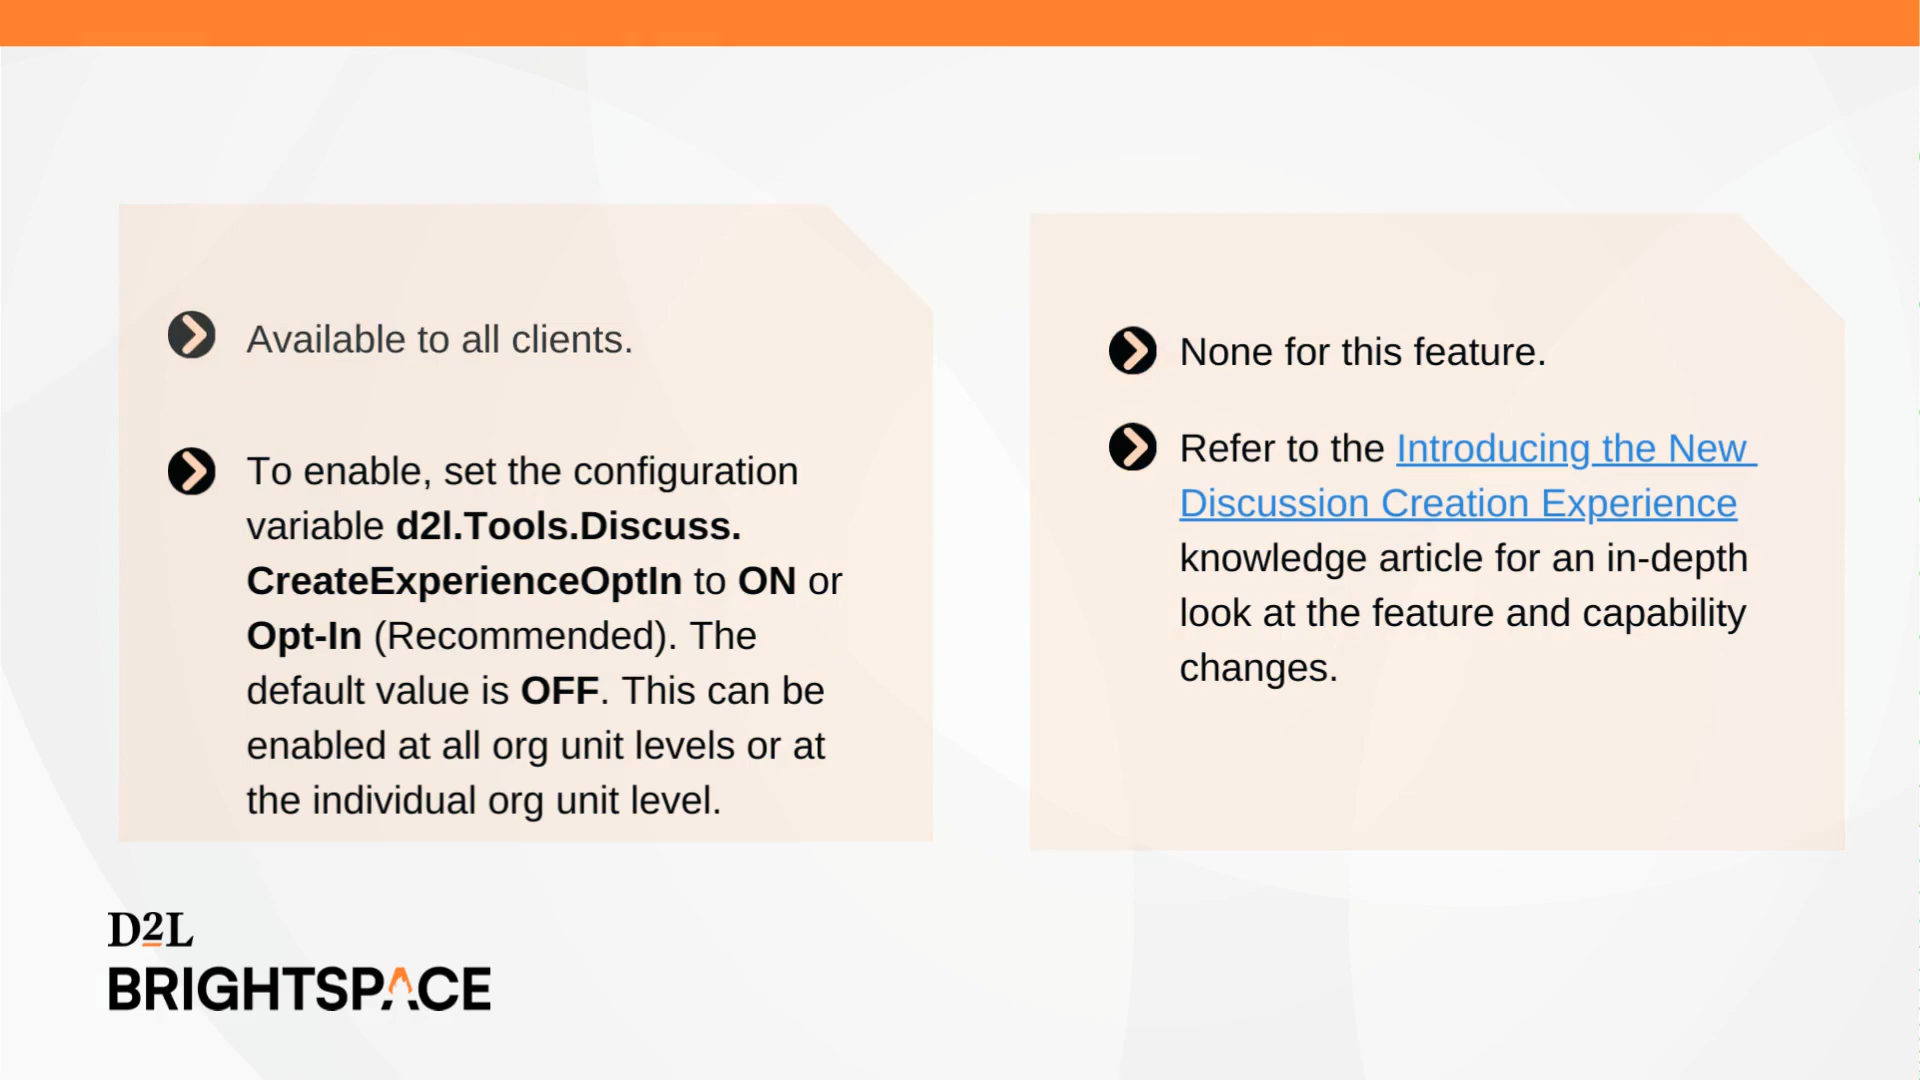 Available to all clients.
To enable, set the configuration
variable d2l.Tools.Discuss.
CreateExperienceOptIn to ON or
Opt-In (Recommended). The
default value is OFF. This can be
enabled at all org unit levels or at
the individual org unit level.
None for this feature.
Refer to the Introducing the New
Discussion Creation Experience
knowledge article for an in-depth
look at the feature and capability
changes.
D2L
BRIGHTSPACE